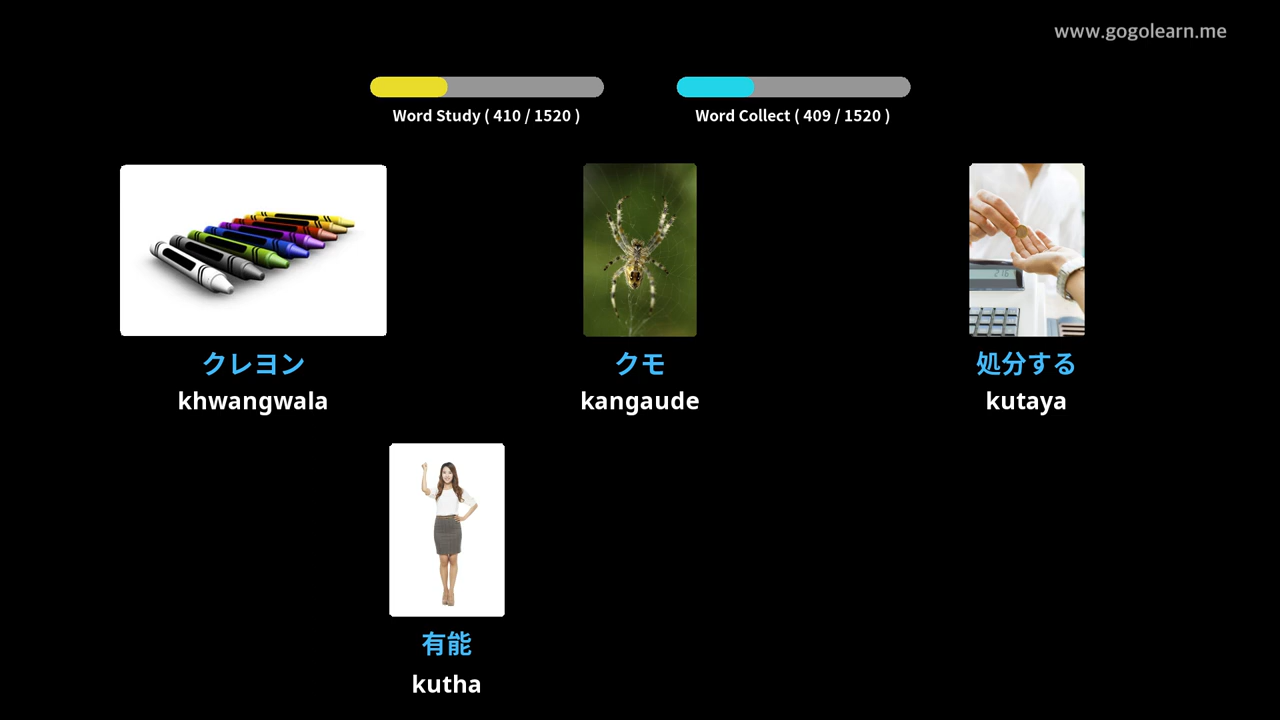 www.gogolearn.me
Word Study ( 410 / 1520 )
Word Collect ( 409 / 1520 )
クレヨン
khwangwala
クモ
kangaude
処分する
kutaya
有能
kutha